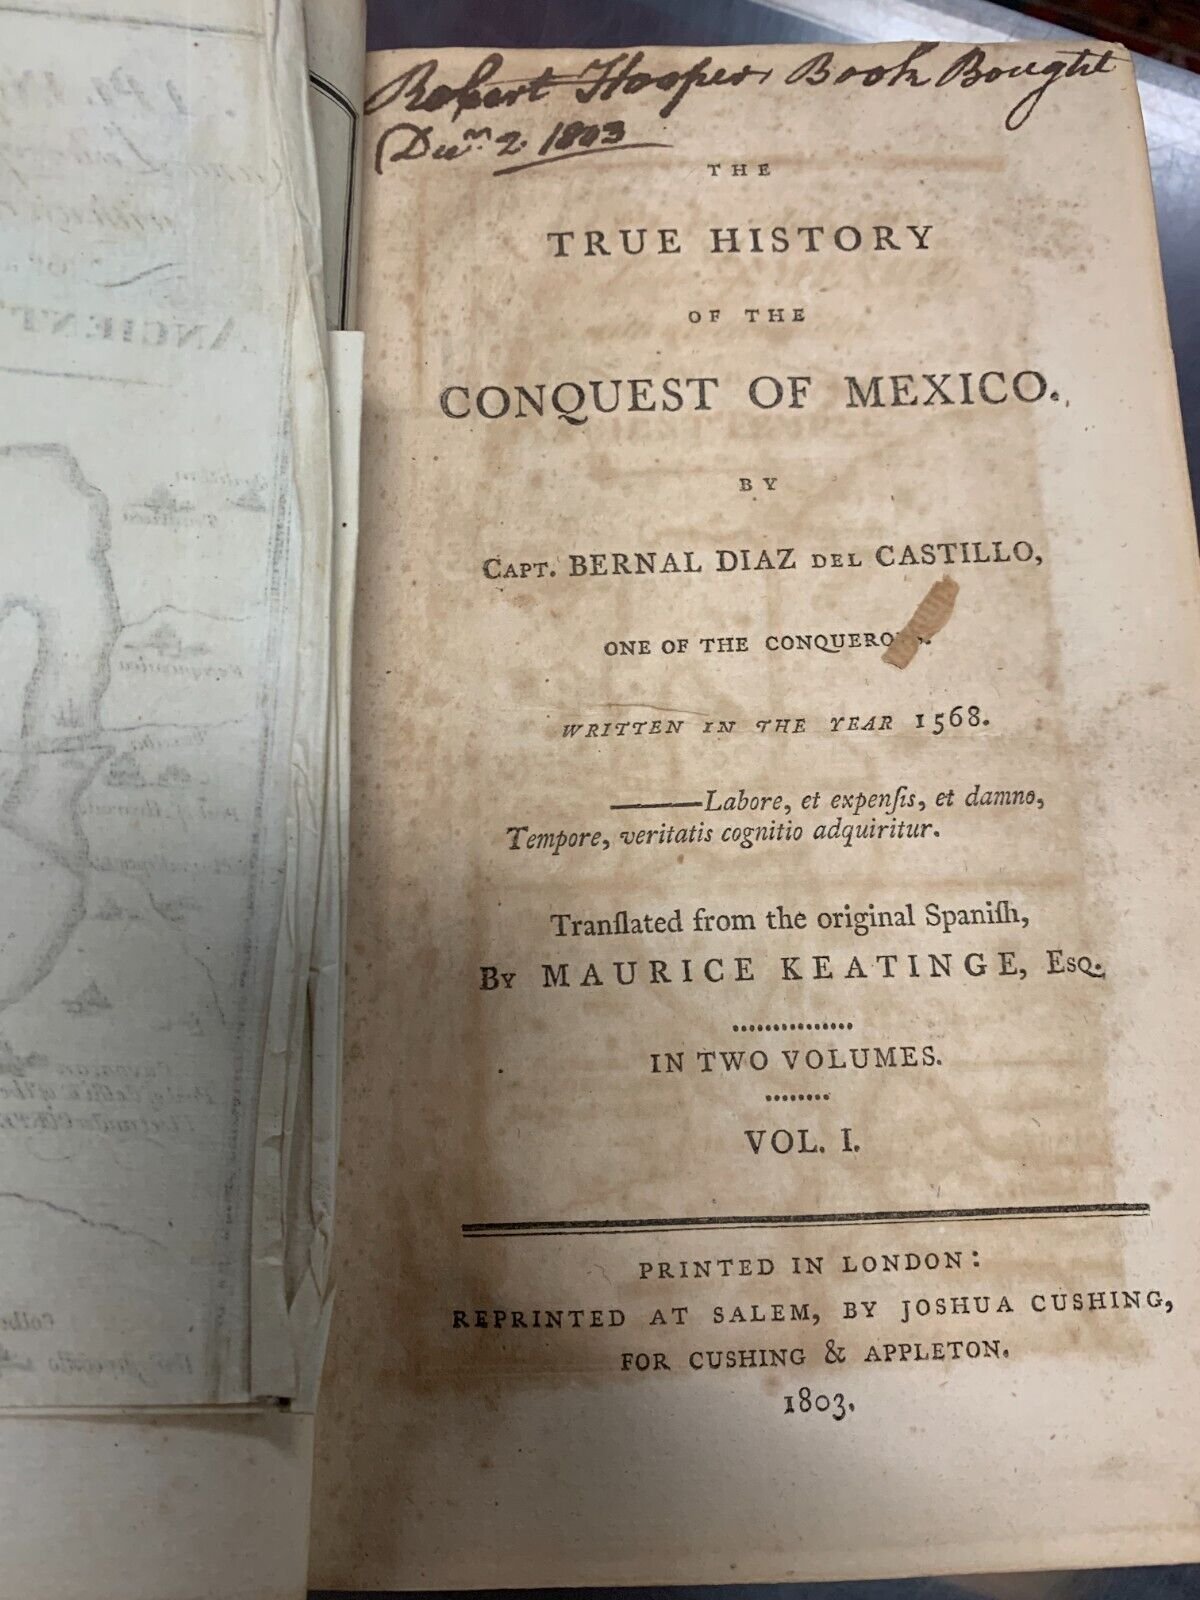 Robert Hooper Book Bought
2. 1803
THE
TRUE HISTORY
OF THE
CONQUEST OF MEXICO.
BY
CAPT. BERNAL DIAZ DEL CASTILLO,
ONE OF THE
WRITTEN IN THE YEAR 1568.
——Labore, et expenſis, et damno,
Tempore, veritatis cognitio adquiritur.
Tranſlated from the original Spaniſh,
BY MAURICE KEATINGE, ESQ.
IN TWO VOLUMES.
VOL. I.
PRINTED IN LONDON:
REPRINTED AT SALEM, BY JOSHUA CUSHING,
FOR CUSHING & APPLETON.
1803.
ANCIENT